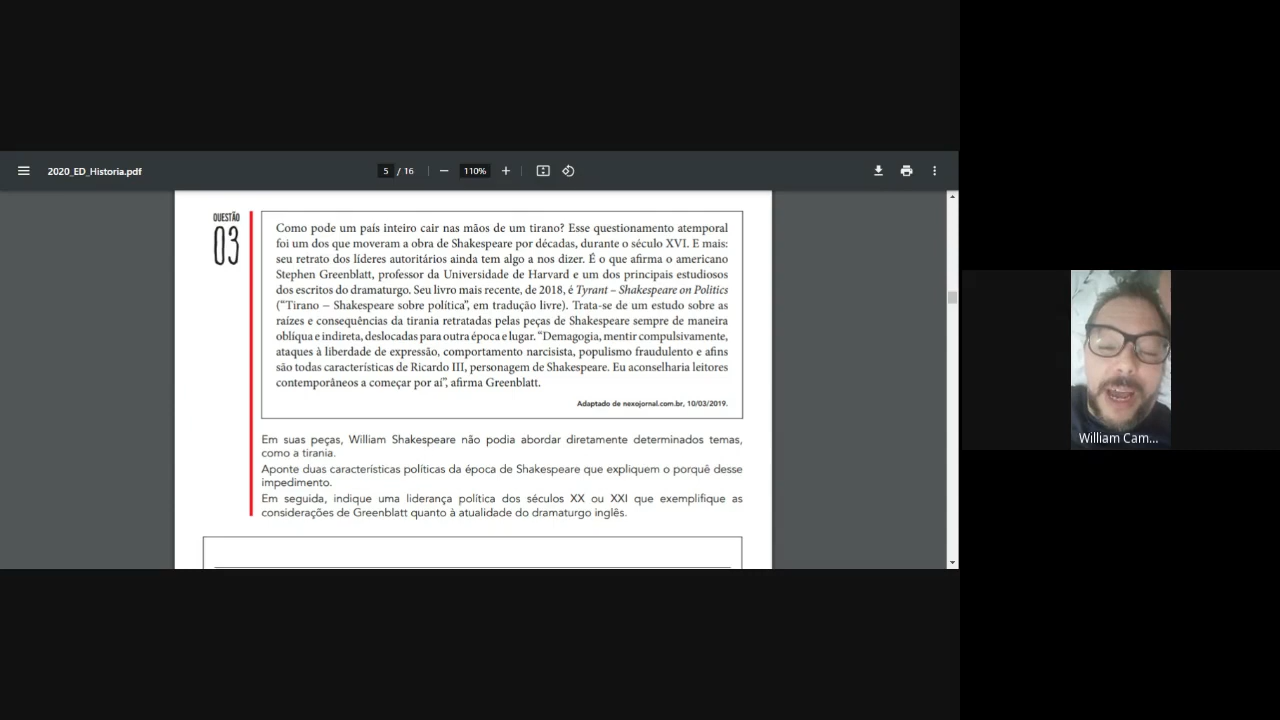 2020_ED_Historia.pdf
5 / 16
110%
QUESTÃO
03
Como pode um país inteiro cair nas mãos de um tirano? Esse questionamento atemporal
foi um dos que moveram a obra de Shakespeare por décadas, durante o século XVI. E mais:
seu retrato dos líderes autoritários ainda tem algo a nos dizer. É o que afirma o americano
Stephen Greenblatt, professor da Universidade de Harvard e um dos principais estudiosos
dos escritos do dramaturgo. Seu livro mais recente, de 2018, é Tyrant – Shakespeare on Politics
(“Tirano – Shakespeare sobre política”, em tradução livre). Trata-se de um estudo sobre as
raízes e consequências da tirania retratadas pelas peças de Shakespeare sempre de maneira
oblíqua e indireta, deslocadas para outra época e lugar. “Demagogia, mentir compulsivamente,
ataques à liberdade de expressão, comportamento narcisista, populismo fraudulento e afins
são todas características de Ricardo III, personagem de Shakespeare. Eu aconselharia leitores
contemporâneos a começar por aí”, afirma Greenblatt.
Adaptado de nexojornal.com.br, 10/03/2019.
Em suas peças, William Shakespeare não podia abordar diretamente determinados temas,
como a tirania.
Aponte duas características políticas da época de Shakespeare que expliquem o porquê desse
impedimento.
Em seguida, indique uma liderança política dos séculos XX ou XXI que exemplifique as
considerações de Greenblatt quanto à atualidade do dramaturgo inglês.
William Cam...